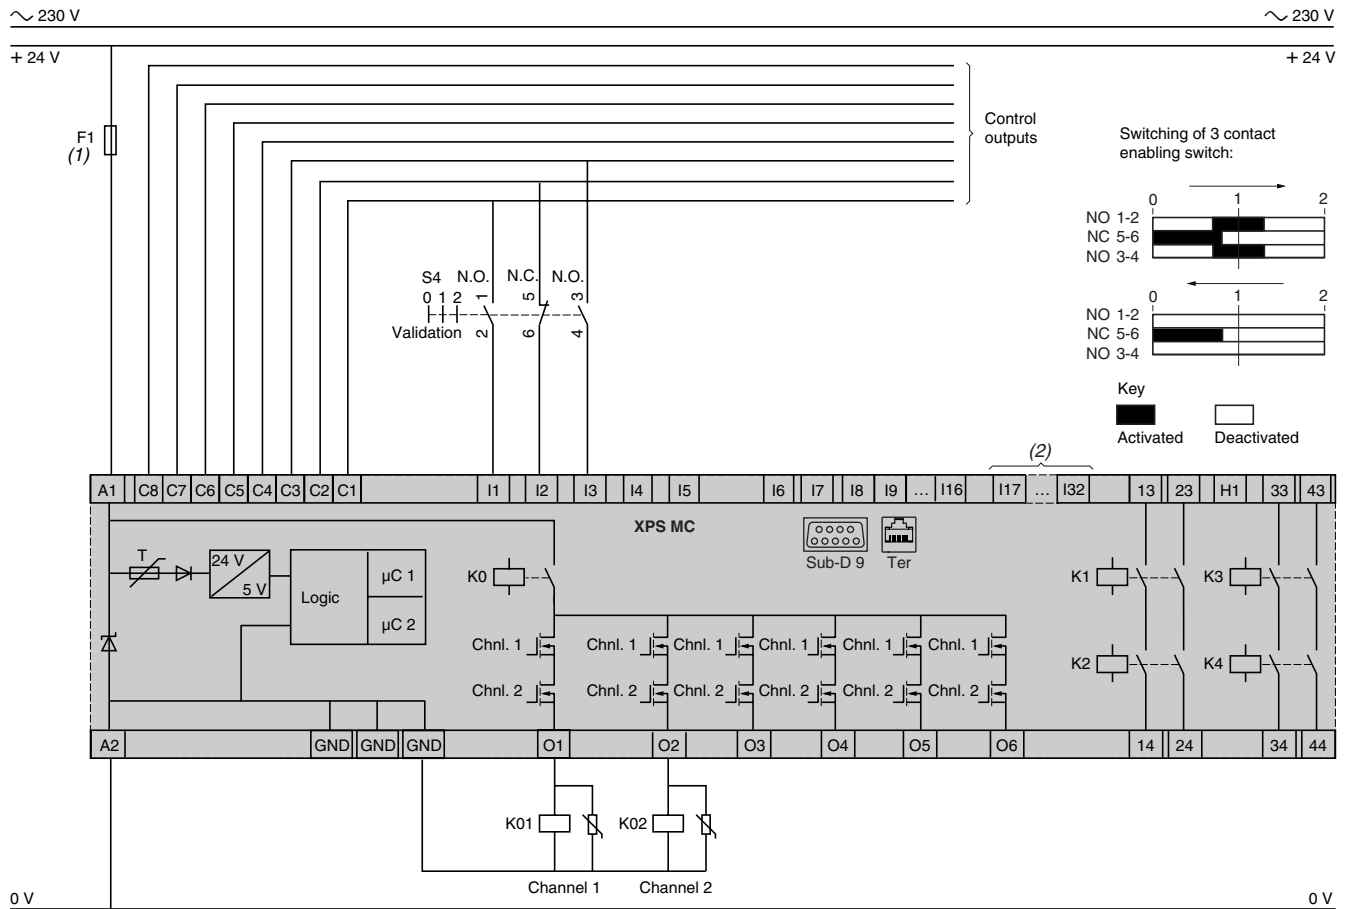 230 V
230 V
+ 24 V
+ 24 V
Control
outputs
F1
(1)
Switching of 3 contact
enabling switch:
0 1 2
NO 1-2
NC 5-6
NO 3-4
0 1 2
NO 1-2
NC 5-6
NO 3-4
S4 N.O. N.C. N.O.
0 1 2 1 5 3
Validation 2 6 4
Key
Activated Deactivated
(2)
A1 C8 C7 C6 C5 C4 C3 C2 C1 I1 I2 I3 I4 I5 I6 I7 I8 I9 ... I16 I17 ... I32 13 23 H1 33 43
XPS MC
Sub-D 9 Ter
T
24 V
5 V
Logic
µC 1
µC 2
K0
K1 K3
K2 K4
Chnl. 1 Chnl. 1 Chnl. 1 Chnl. 1 Chnl. 1 Chnl. 1
Chnl. 2 Chnl. 2 Chnl. 2 Chnl. 2 Chnl. 2 Chnl. 2
A2 GND GND GND O1 O2 O3 O4 O5 O6 14 24 34 44
K01 K02
Channel 1 Channel 2
0 V 0 V